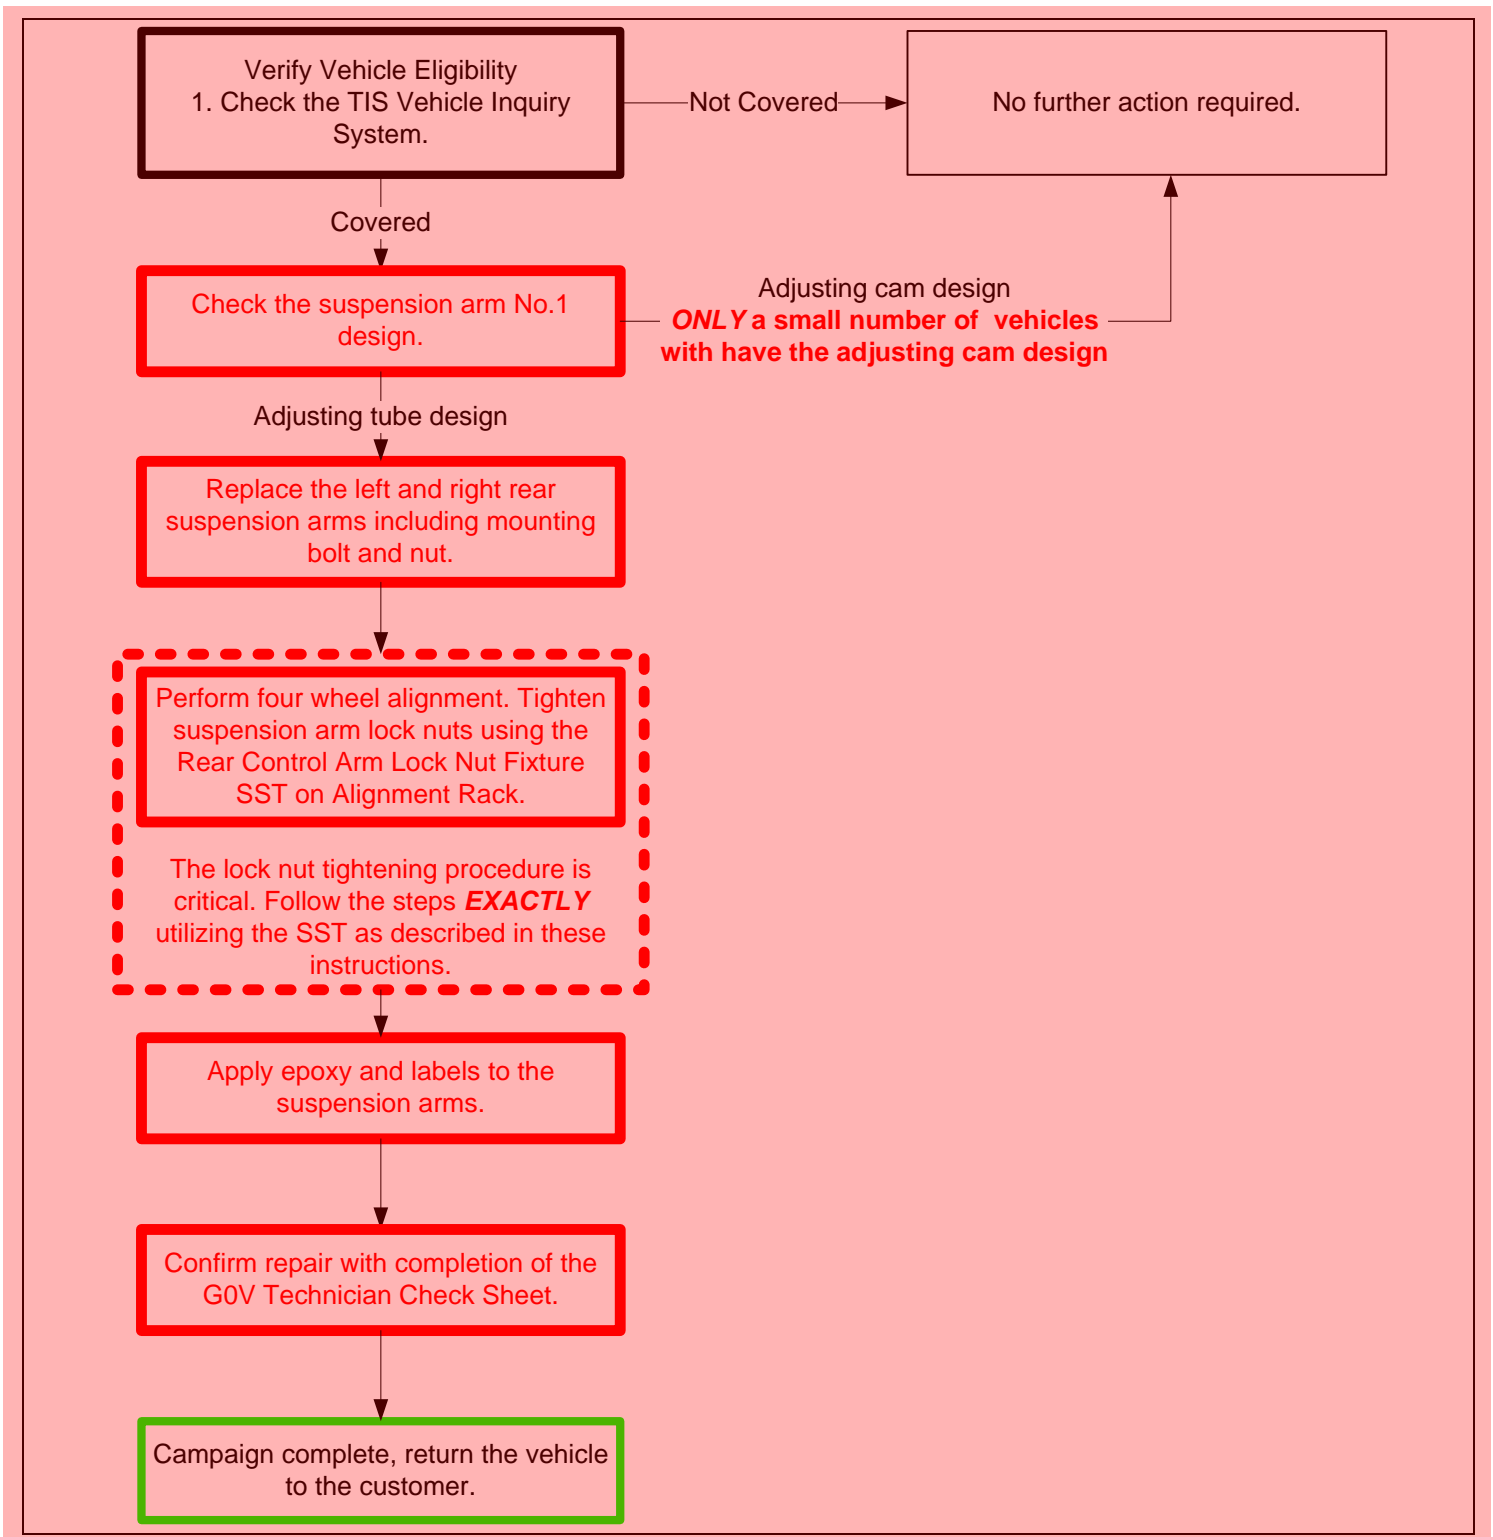 Verify Vehicle Eligibility
1. Check the TIS Vehicle Inquiry
System.
Not Covered
No further action required.
Covered
Check the suspension arm No.1
design.
Adjusting cam design
ONLY a small number of  vehicles
with have the adjusting cam design
Adjusting tube design
Replace the left and right rear
suspension arms including mounting
bolt and nut.
Perform four wheel alignment. Tighten
suspension arm lock nuts using the
Rear Control Arm Lock Nut Fixture
SST on Alignment Rack.
The lock nut tightening procedure is
critical. Follow the steps EXACTLY
utilizing the SST as described in these
instructions.
Apply epoxy and labels to the
suspension arms.
Confirm repair with completion of the
G0V Technician Check Sheet.
Campaign complete, return the vehicle
to the customer.